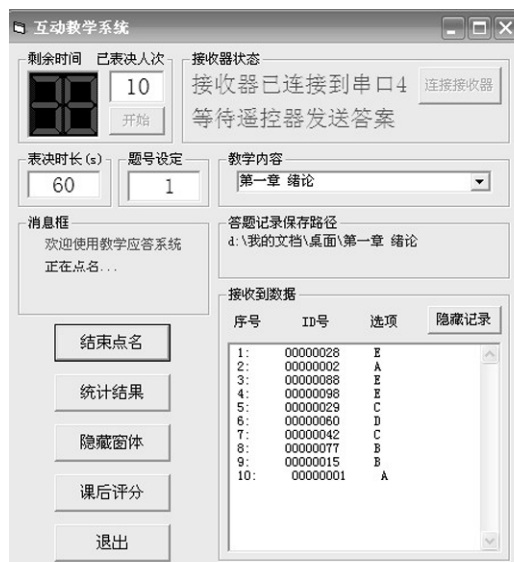 互动教学系统
剩余时间 已表决人次
10
开始
接收器状态
接收器已连接到串口4
等待遥控器发送答案
连接接收器
表决时长(s)
60
题号设定
1
教学内容
第一章 绪论
消息框
欢迎使用教学应答系统
正在点名...
答题记录保存路径
d:\我的文档\桌面\第一章 绪论
接收到数据
序号 ID号 选项
隐藏记录
1: 00000028 E
2: 00000002 A
3: 00000088 E
4: 00000098 E
5: 00000029 C
6: 00000060 D
7: 00000042 C
8: 00000077 B
9: 00000015 B
10: 00000001 A
结束点名
统计结果
隐藏窗体
课后评分
退出